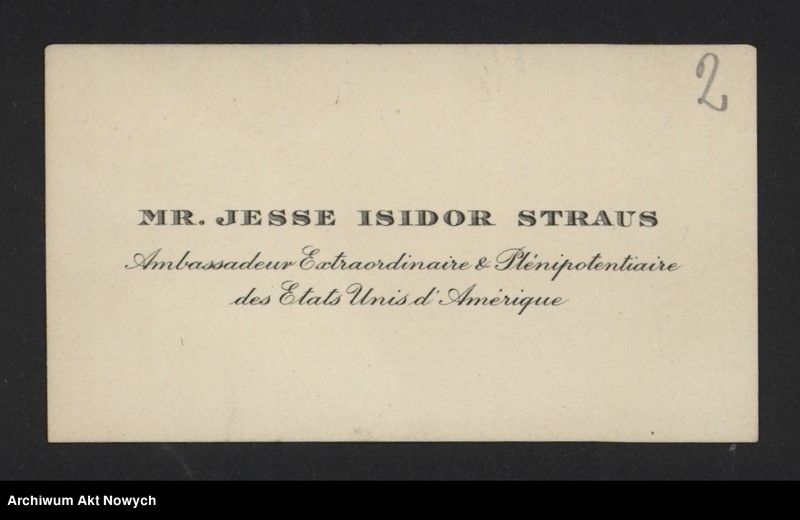 2
MR. JESSE ISIDOR STRAUS
Ambassadeur Extraordinaire & Plénipotentiaire
des Etats Unis d'Amérique
Archiwum Akt Nowych